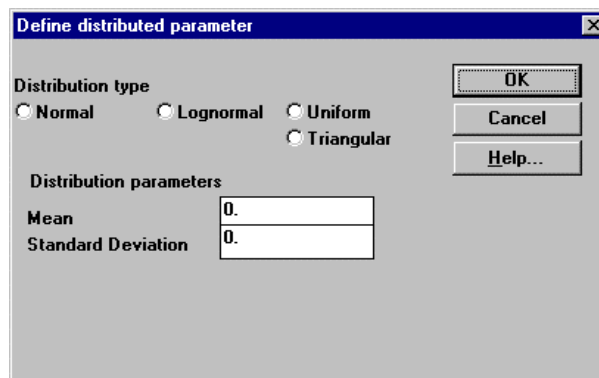 Define distributed parameter
Distribution type
Normal Lognormal Uniform
Triangular
OK
Cancel
Help...
Distribution parameters
Mean 0.
Standard Deviation 0.